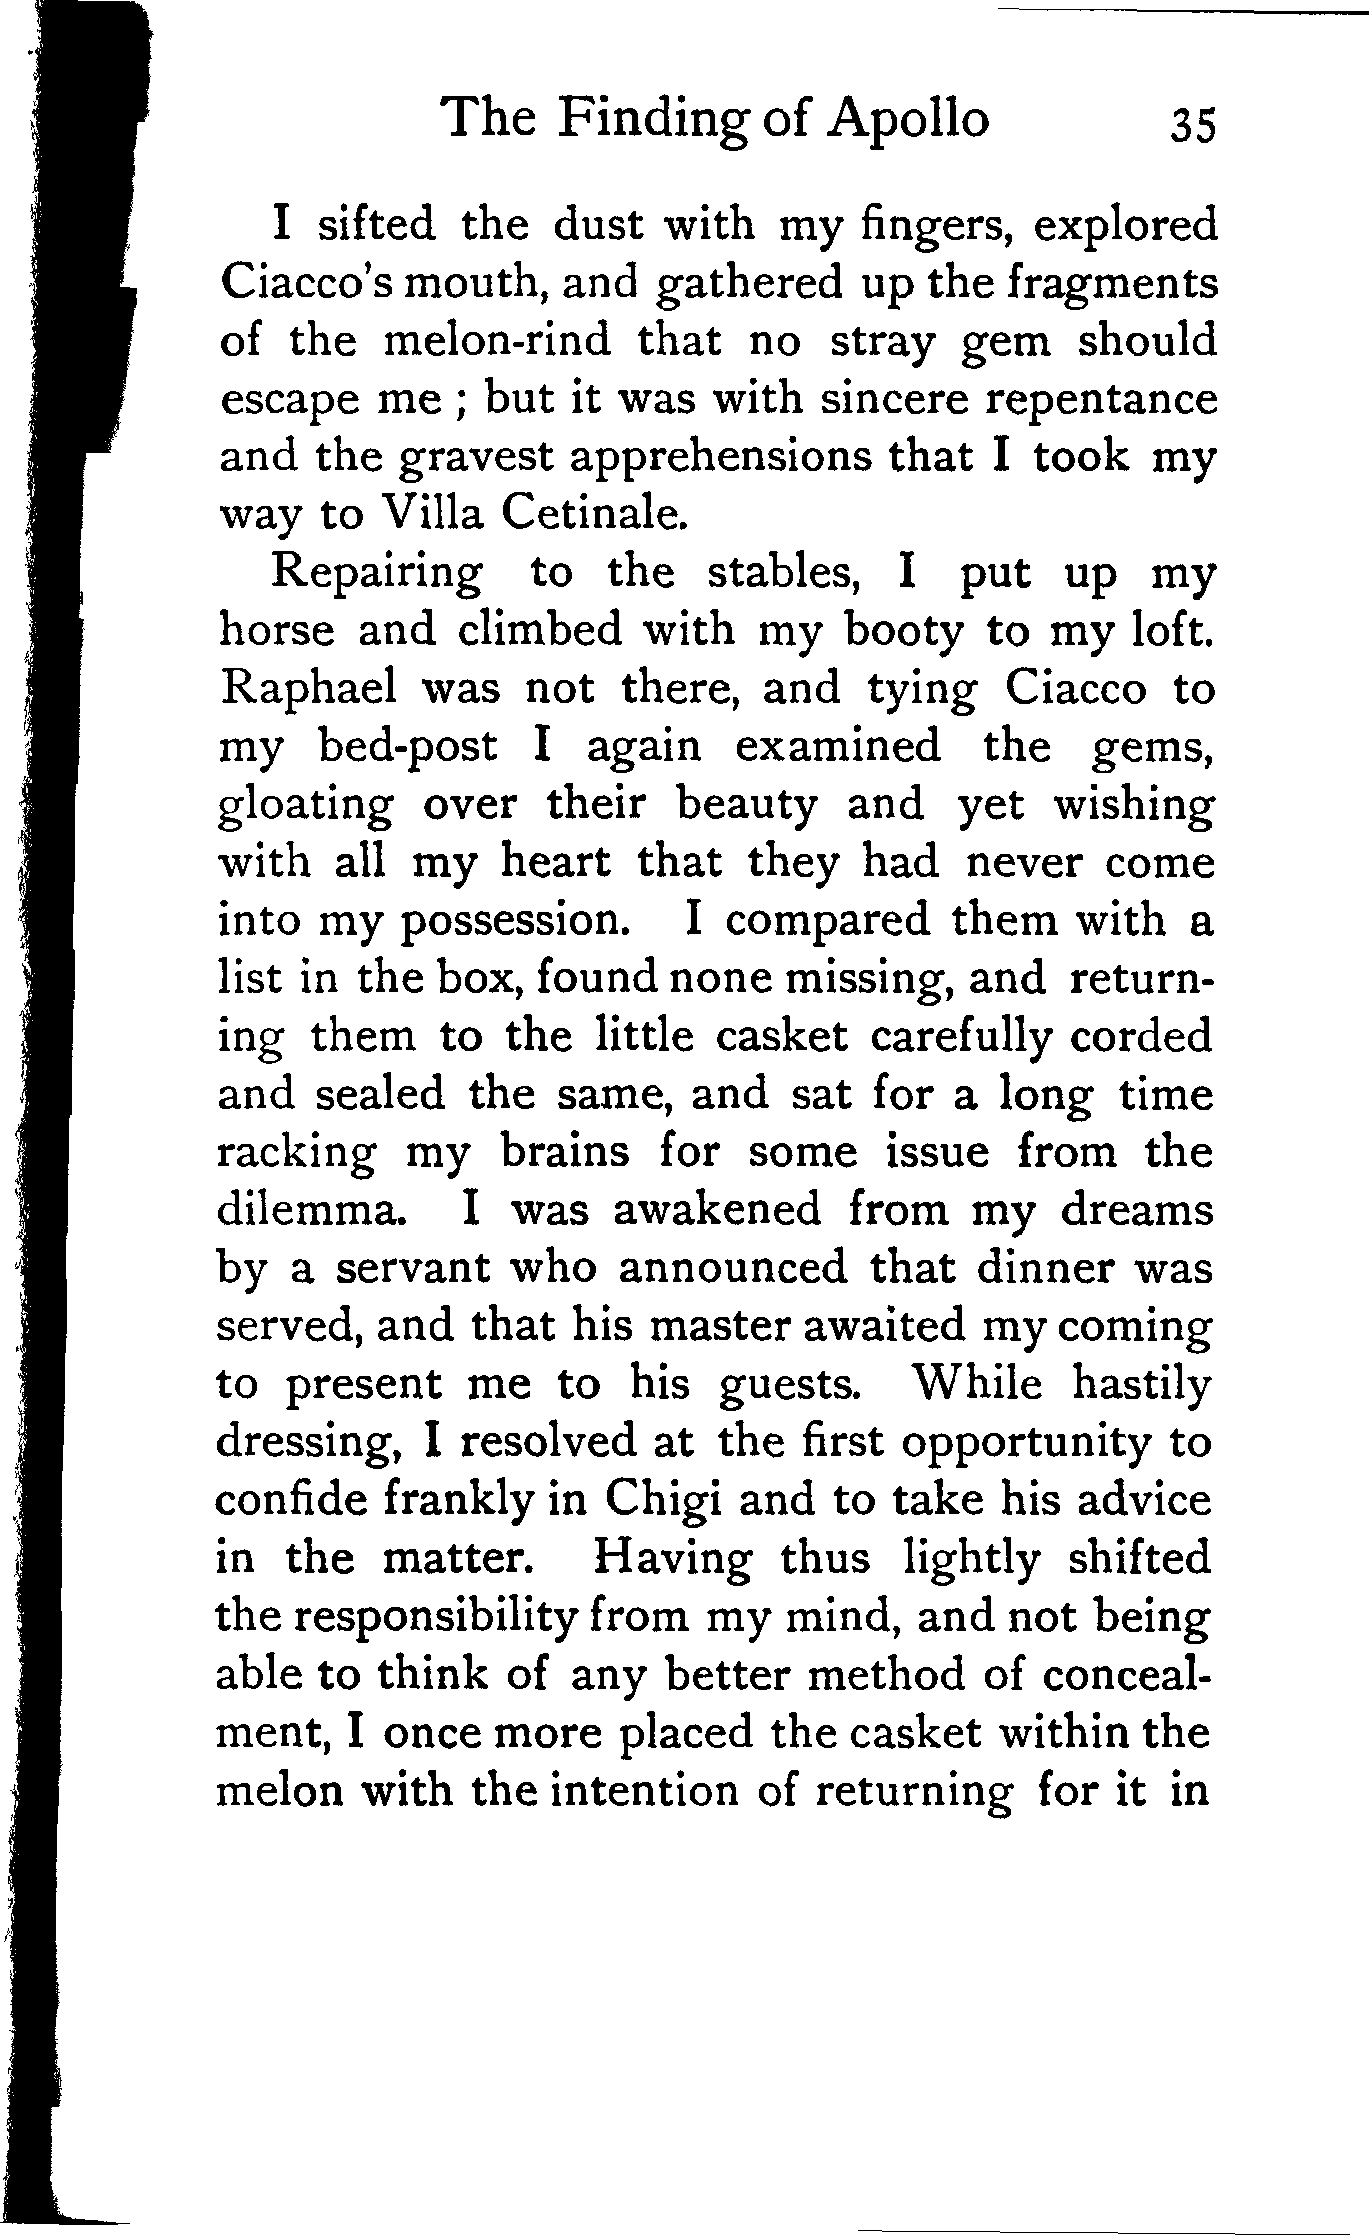 The Finding of Apollo 35
I sifted the dust with my fingers, explored
Ciacco's mouth, and gathered up the fragments
of the melon-rind that no stray gem should
escape me ; but it was with sincere repentance
and the gravest apprehensions that I took my
way to Villa Cetinale.
Repairing to the stables, I put up my
horse and climbed with my booty to my loft.
Raphael was not there, and tying Ciacco to
my bed-post I again examined the gems,
gloating over their beauty and yet wishing
with all my heart that they had never come
into my possession. I compared them with a
list in the box, found none missing, and return-
ing them to the little casket carefully corded
and sealed the same, and sat for a long time
racking my brains for some issue from the
dilemma. I was awakened from my dreams
by a servant who announced that dinner was
served, and that his master awaited my coming
to present me to his guests. While hastily
dressing, I resolved at the first opportunity to
confide frankly in Chigi and to take his advice
in the matter. Having thus lightly shifted
the responsibility from my mind, and not being
able to think of any better method of conceal-
ment, I once more placed the casket within the
melon with the intention of returning for it in